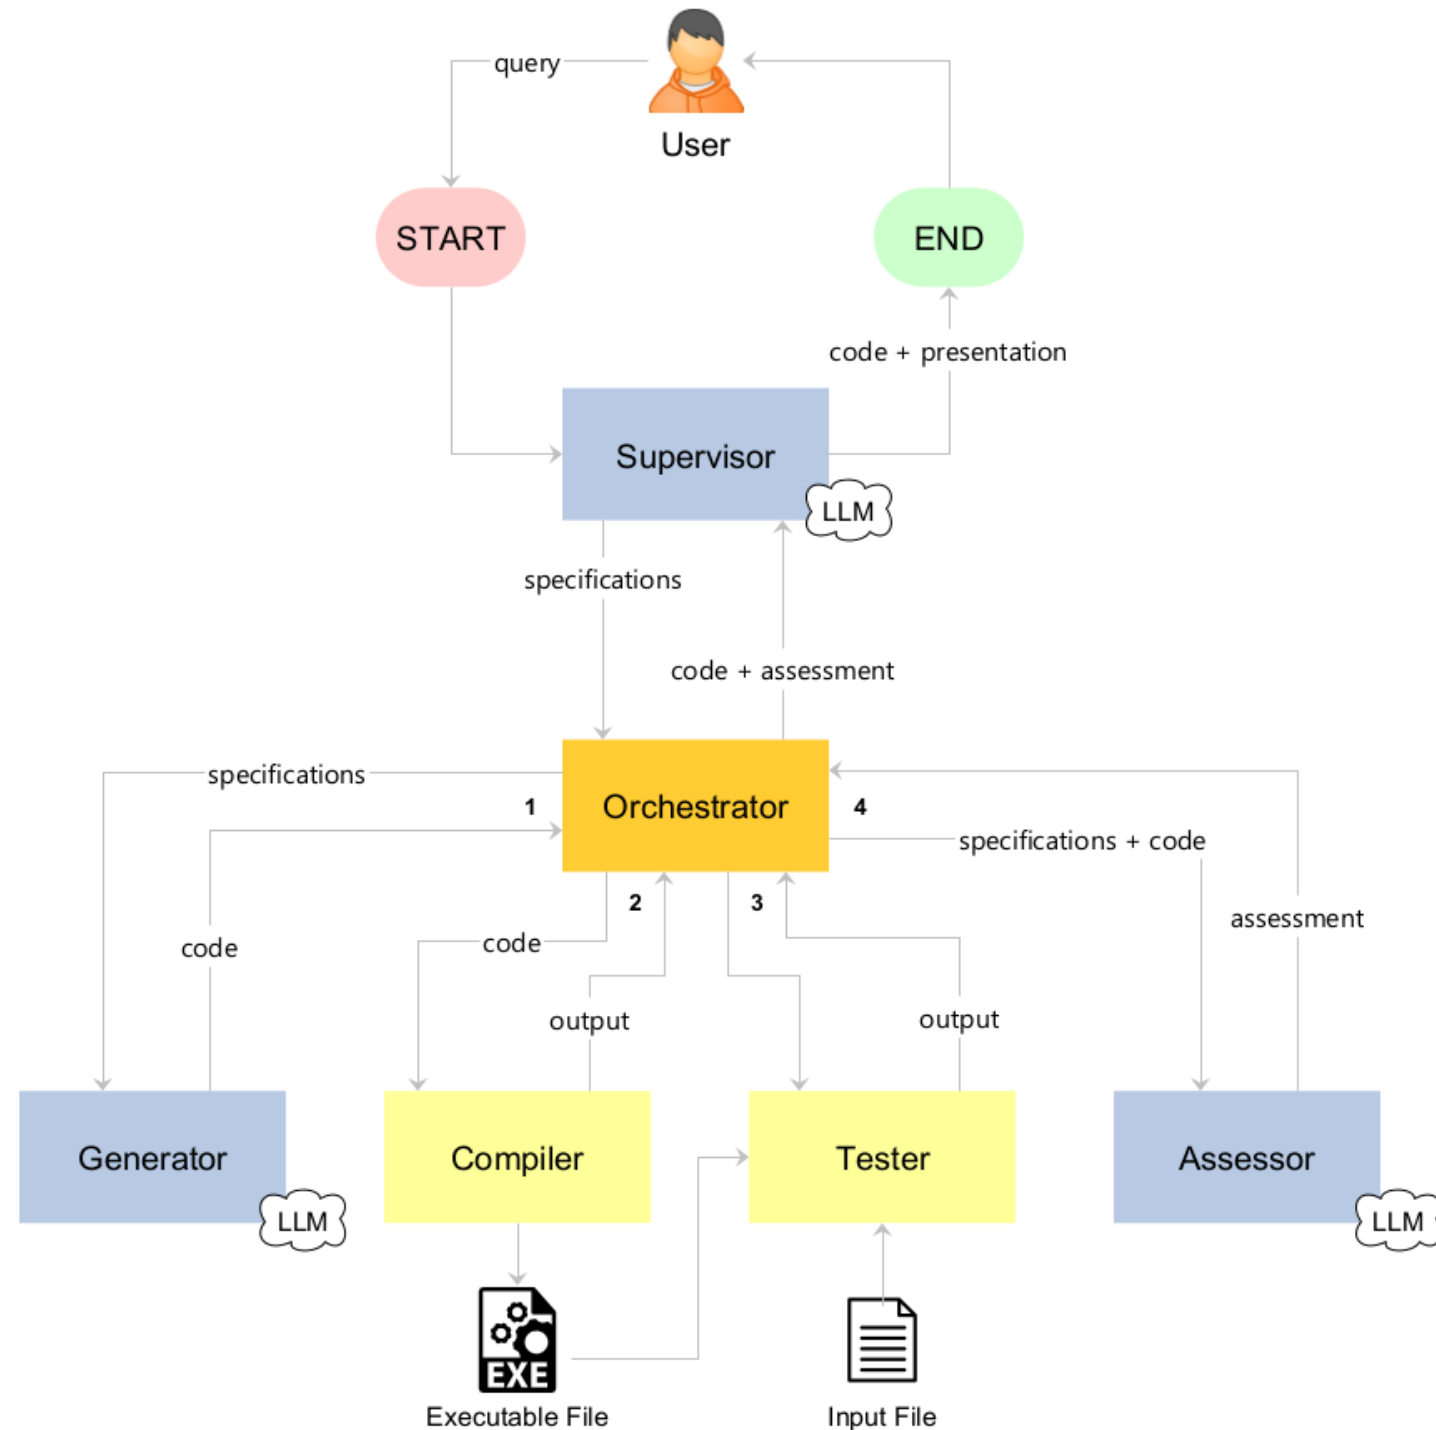 query
User
START
END
code + presentation
Supervisor
LLM
specifications
code + assessment
specifications
1
Orchestrator
4
specifications + code
2
3
assessment
code
code
output
output
Generator
Compiler
Tester
Assessor
LLM
LLM
EXE
Executable File
Input File